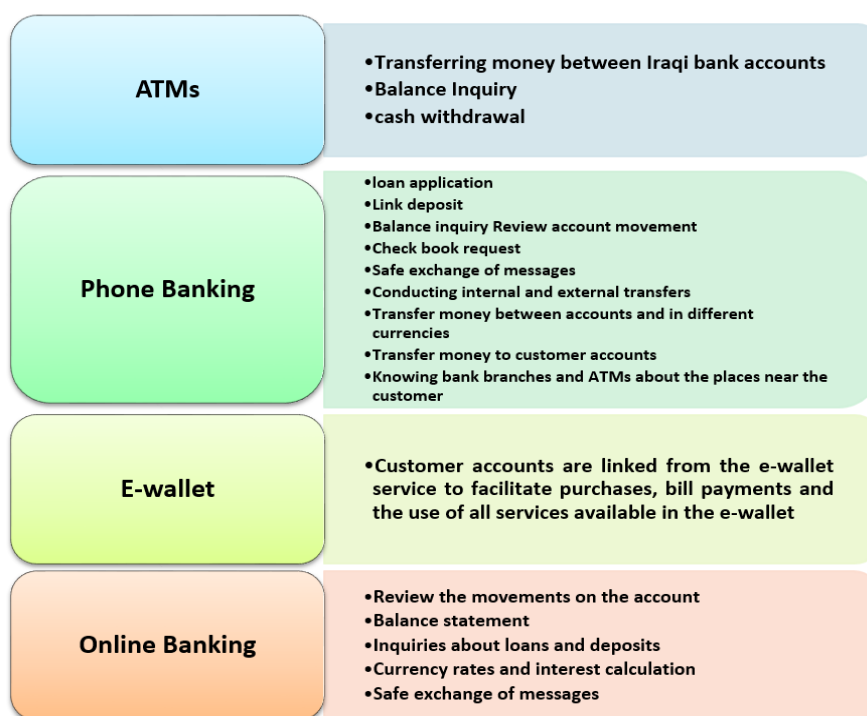 ATMs
•Transferring money between Iraqi bank accounts
•Balance Inquiry
•cash withdrawal
Phone Banking
•loan application
•Link deposit
•Balance inquiry Review account movement
•Check book request
•Safe exchange of messages
•Conducting internal and external transfers
•Transfer money between accounts and in different
currencies
•Transfer money to customer accounts
•Knowing bank branches and ATMs about the places near the
customer
E-wallet
•Customer accounts are linked from the e-wallet
service to facilitate purchases, bill payments and
the use of all services available in the e-wallet
Online Banking
•Review the movements on the account
•Balance statement
•Inquiries about loans and deposits
•Currency rates and interest calculation
•Safe exchange of messages